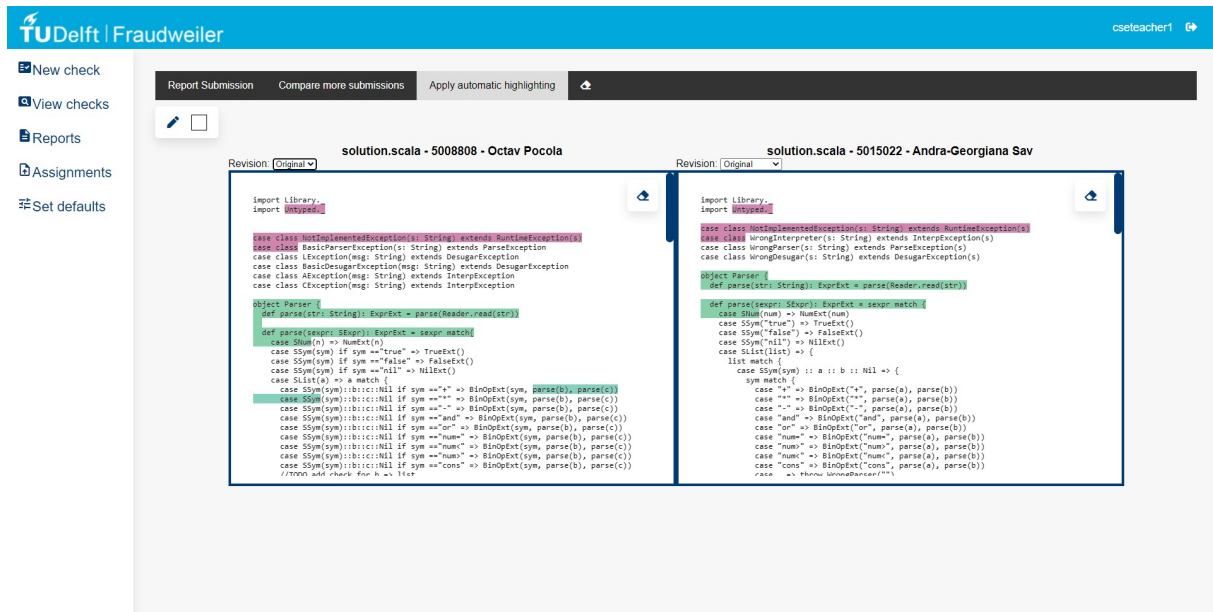 TUDelft | Fraudweiler
cseteacher1
New check
View checks
Reports
Assignments
Set defaults
Report Submission
Compare more submissions
Apply automatic highlighting
solution.scala - 5008808 - Octav Pocola
Revision: Original
import Library._
import Untyped._
case class NotImplementedException(s: String) extends RuntimeException(s)
case class BasicParserException(s: String) extends ParseException
case class LException(msg: String) extends DesugarException
case class BasicDesugarException(msg: String) extends DesugarException
case class AException(msg: String) extends InterpException
case class CException(msg: String) extends InterpException
object Parser {
def parse(str: String): ExprExt = parse(Reader.read(str))
def parse(sexpr: SExpr): ExprExt = sexpr match{
case SNum(n) => NumExt(n)
case SSym(sym) if sym =="true" => TrueExt()
case SSym(sym) if sym =="false" => FalseExt()
case SSym(sym) if sym =="nil" => NilExt()
case SList(a) => a match {
case SSym(sym)::b::c::Nil if sym =="+" => BinOpExt(sym, parse(b), parse(c))
case SSym(sym)::b::c::Nil if sym =="*" => BinOpExt(sym, parse(b), parse(c))
case SSym(sym)::b::c::Nil if sym =="-" => BinOpExt(sym, parse(b), parse(c))
case SSym(sym)::b::c::Nil if sym =="and" => BinOpExt(sym, parse(b), parse(c))
case SSym(sym)::b::c::Nil if sym =="or" => BinOpExt(sym, parse(b), parse(c))
case SSym(sym)::b::c::Nil if sym =="num=" => BinOpExt(sym, parse(b), parse(c))
case SSym(sym)::b::c::Nil if sym =="num<" => BinOpExt(sym, parse(b), parse(c))
case SSym(sym)::b::c::Nil if sym =="num>" => BinOpExt(sym, parse(b), parse(c))
case SSym(sym)::b::c::Nil if sym =="cons" => BinOpExt(sym, parse(b), parse(c))
//TODO add check for b => list
solution.scala - 5015022 - Andra-Georgiana Sav
Revision: Original
import Library._
import Untyped._
case class NotImplementedException(s: String) extends RuntimeException(s)
case class WrongInterpreter(s: String) extends InterpException(s)
case class WrongParser(s: String) extends ParseException(s)
case class WrongDesugar(s: String) extends DesugarException(s)
object Parser {
def parse(str: String): ExprExt = parse(Reader.read(str))
def parse(sexpr: SExpr): ExprExt = sexpr match {
case SNum(num) => NumExt(num)
case SSym("true") => TrueExt()
case SSym("false") => FalseExt()
case SSym("nil") => NilExt()
case SList(list) => {
list match {
case SSym(sym) :: a :: b :: Nil => {
sym match {
case "+" => BinOpExt("+", parse(a), parse(b))
case "*" => BinOpExt("*", parse(a), parse(b))
case "-" => BinOpExt("-", parse(a), parse(b))
case "and" => BinOpExt("and", parse(a), parse(b))
case "or" => BinOpExt("or", parse(a), parse(b))
case "num=" => BinOpExt("num=", parse(a), parse(b))
case "num>" => BinOpExt("num>", parse(a), parse(b))
case "num<" => BinOpExt("num<", parse(a), parse(b))
case "cons" => BinOpExt("cons", parse(a), parse(b))
case _ => throw WrongParser("")